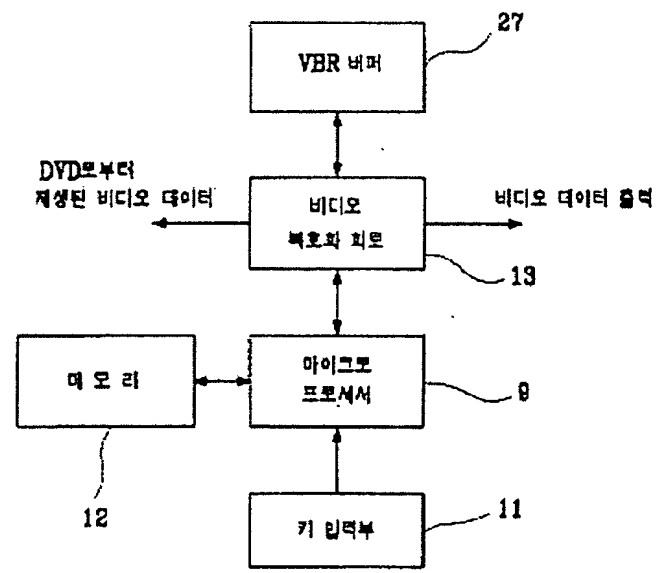 27
VBR 버퍼
DVD로부터
재생된 비디오 데이터
비디오
복호화 회로
비디오 데이터 출력
13
메모리
마이크로
프로세서
9
12
키 입력부
11